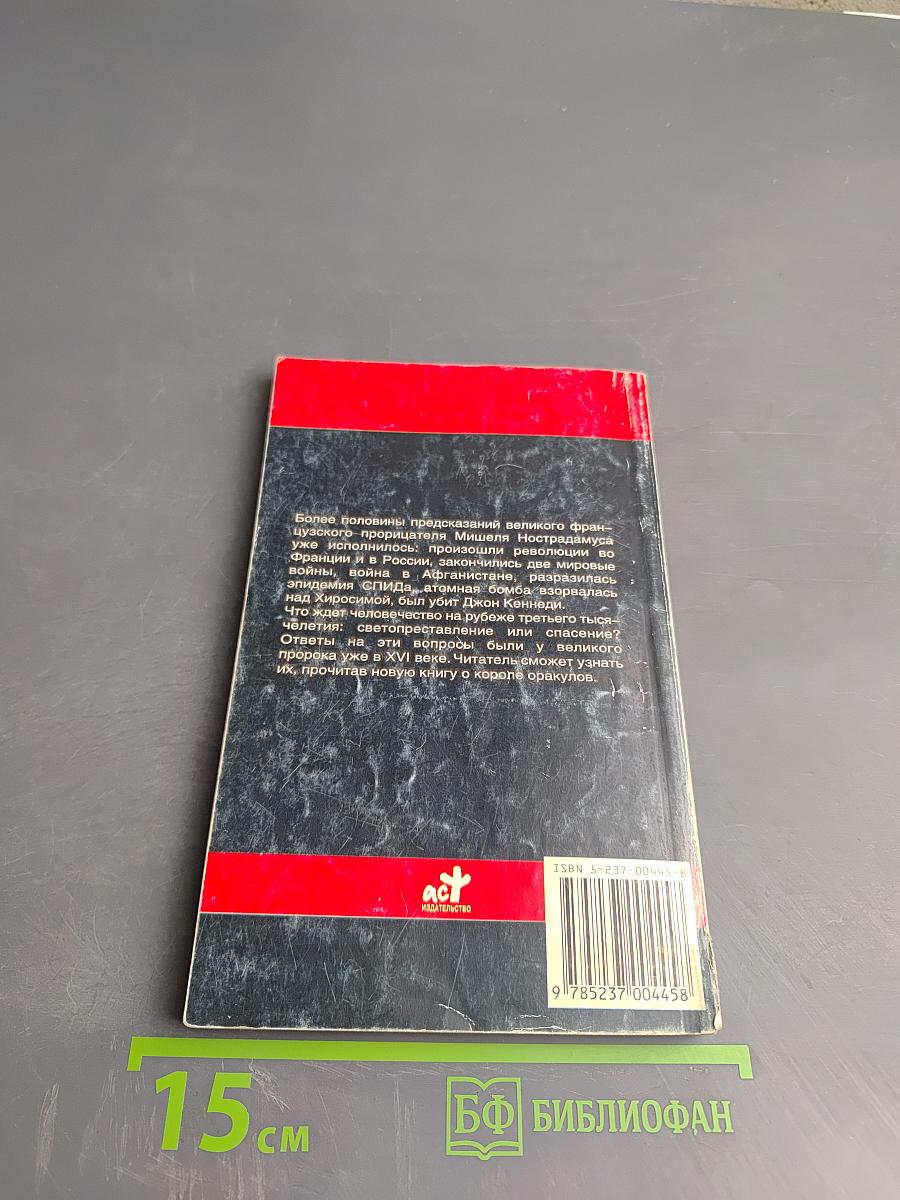 Более половины предсказаний великого фран-
цузского прорицателя Мишеля Нострадамуса
уже исполнилось: произошли революции во
Франции и в России, закончились две мировые
войны, война в Афганистане, разразилась
эпидемия СПИДа, атомная бомба взорвалась
над Хиросимой, был убит Джон Кеннеди.
Что ждет человечество на рубеже третьего тыся-
челетия: светопреставление или спасение?
Ответы на эти вопросы были у великого
пророка уже в XVI веке. Читатель сможет узнать
их, прочитав новую книгу о короле оракулов.
аст
ИЗДАТЕЛЬСТВО
ISBN 5-237-00445-8
9 785237 004458
15 см
БФ БИБЛИОФАН